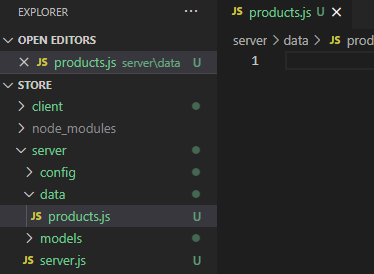 EXPLORER ...
OPEN EDITORS
JS products.js server\data U
STORE
client
node_modules
server
config
data
JS products.js U
models
JS server.js U
JS products.js U
server > data > JS prod
1